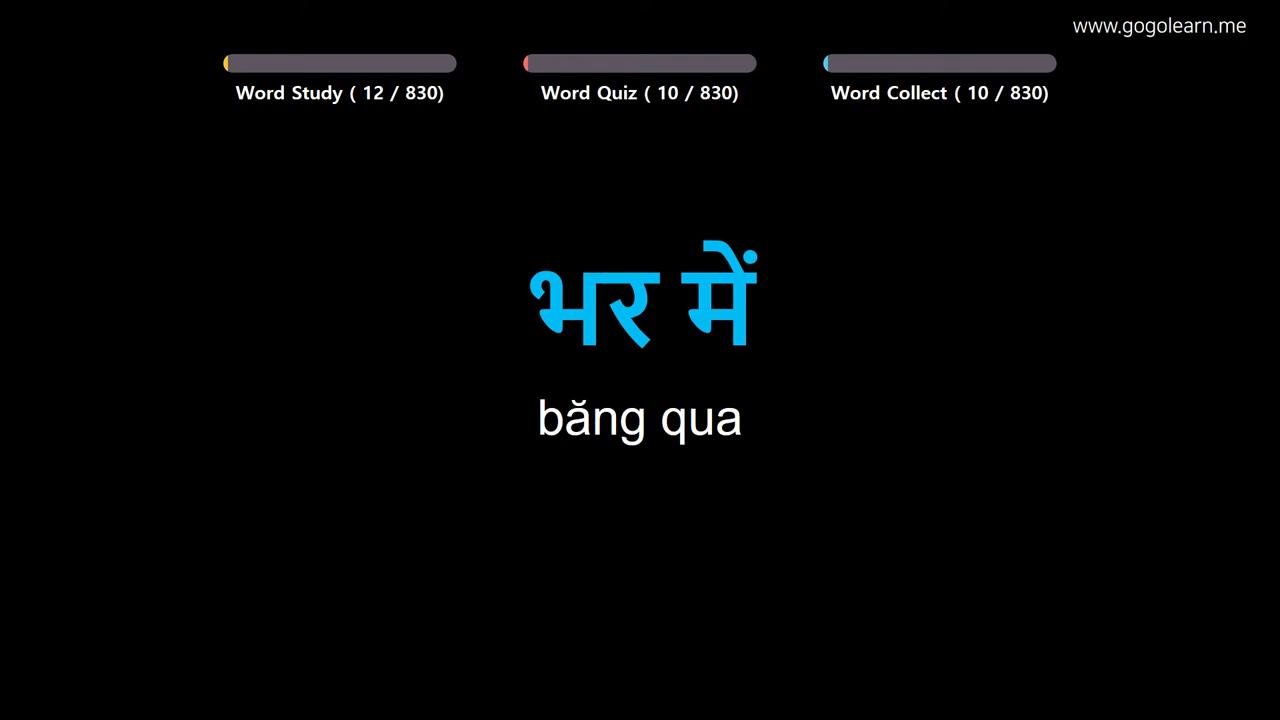 www.gogolearn.me
Word Study ( 12 / 830)
Word Quiz ( 10 / 830)
Word Collect ( 10 / 830)
भर में
băng qua